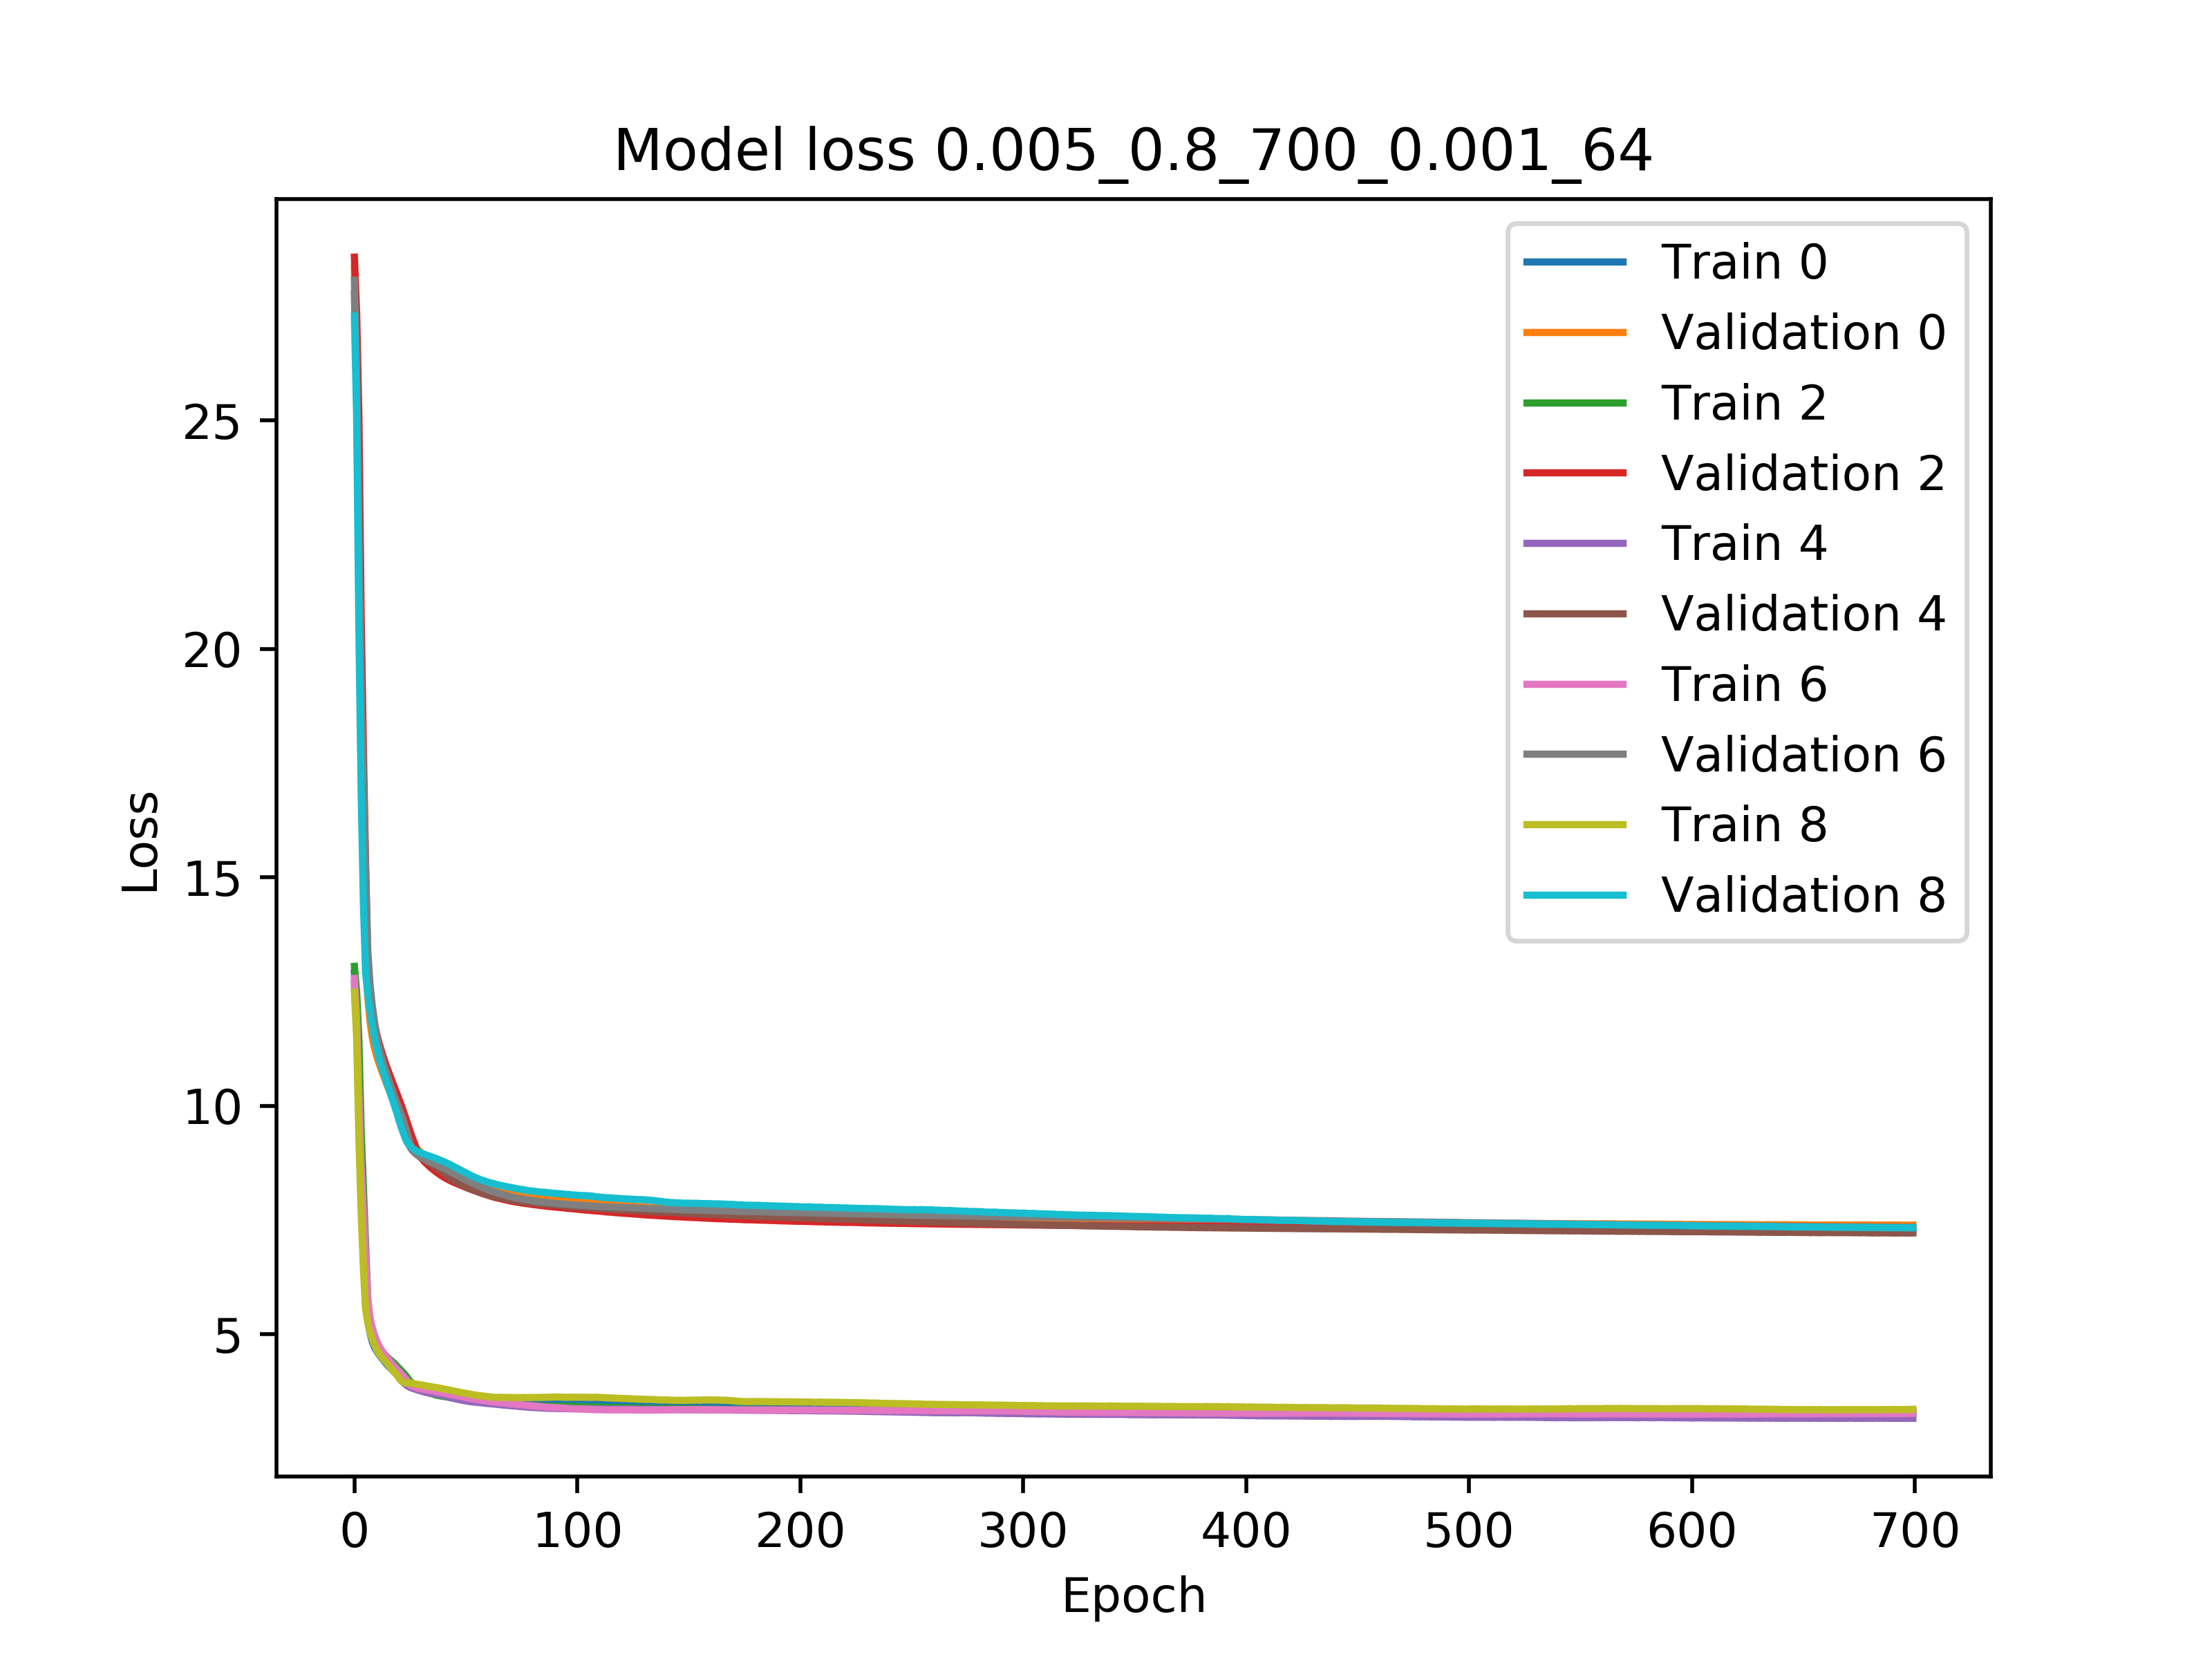 Model loss 0.005_0.8_700_0.001_64
Train 0
Validation 0
Train 2
Validation 2
Train 4
Validation 4
Train 6
Validation 6
Train 8
Validation 8
25
20
15
10
5
Loss
0 100 200 300 400 500 600 700
Epoch